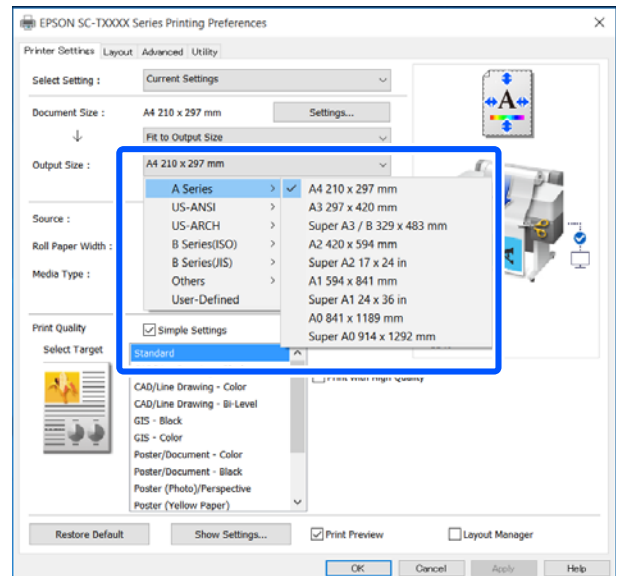 EPSON SC-TXXXX Series Printing Preferences
Printer Settings Layout Advanced Utility
Select Setting : Current Settings
Document Size : A4 210 x 297 mm Settings...
Fit to Output Size
Output Size : A4 210 x 297 mm
A Series
US-ANSI
US-ARCH
B Series(ISO)
B Series(JIS)
Others
User-Defined
A4 210 x 297 mm
A3 297 x 420 mm
Super A3 / B 329 x 483 mm
A2 420 x 594 mm
Super A2 17 x 24 in
A1 594 x 841 mm
Super A1 24 x 36 in
A0 841 x 1189 mm
Super A0 914 x 1292 mm
A
Source :
Roll Paper Width :
Media Type :
Print Quality
Simple Settings
Select Target
Standard
CAD/Line Drawing - Color
CAD/Line Drawing - Bi-Level
GIS - Black
GIS - Color
Poster/Document - Color
Poster/Document - Black
Poster (Photo)/Perspective
Poster (Yellow Paper)
Print with High Quality
Restore Default Show Settings... Print Preview Layout Manager
OK Cancel Apply Help